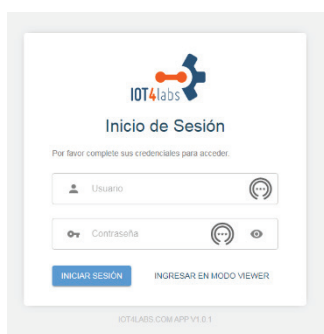 IOT4labs
Inicio de Sesión
Por favor complete sus credenciales para acceder.
Usuario
Contraseña
INICIAR SESIÓN INGRESAR EN MODO VIEWER
IOT4LABS.COM APP V1.0.1